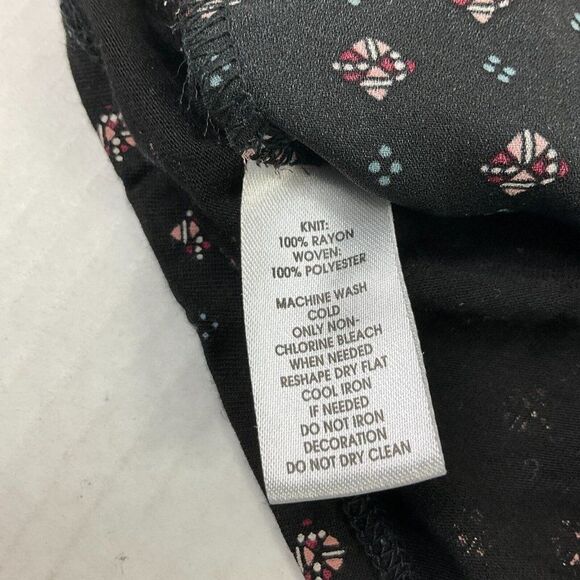 KNIT:
100% RAYON
WOVEN:
100% POLYESTER
MACHINE WASH
COLD
ONLY NON-
CHLORINE BLEACH
WHEN NEEDED
RESHAPE DRY FLAT
COOL IRON
IF NEEDED
DO NOT IRON
DECORATION
DO NOT DRY CLEAN